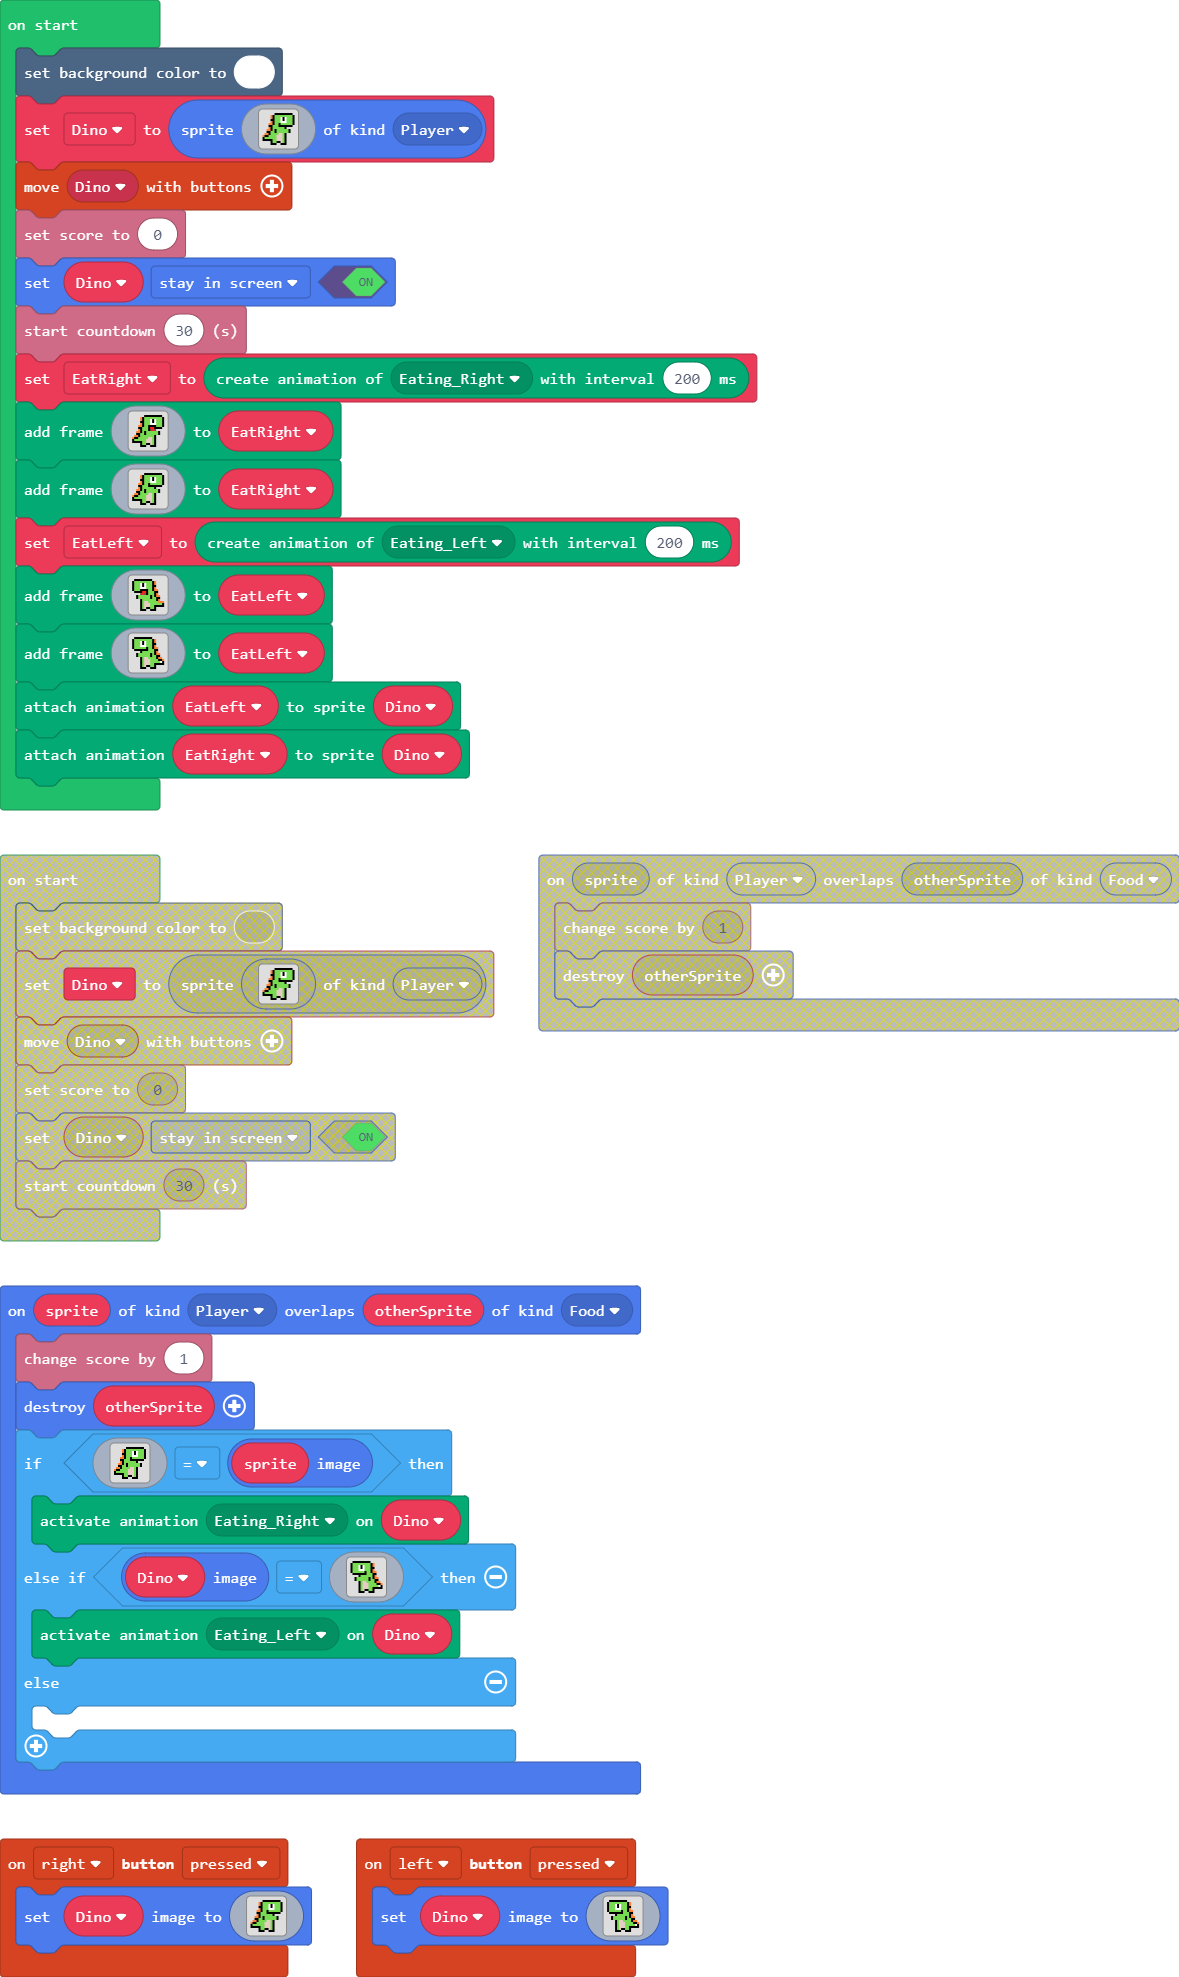 on start
set background color to
set Dino to sprite of kind Player
move Dino with buttons
set score to 0
set Dino stay in screen ON
start countdown 30 (s)
set EatRight to create animation of Eating_Right with interval 200 ms
add frame to EatRight
add frame to EatRight
set EatLeft to create animation of Eating_Left with interval 200 ms
add frame to EatLeft
add frame to EatLeft
attach animation EatLeft to sprite Dino
attach animation EatRight to sprite Dino
on start
set background color to
set Dino to sprite of kind Player
move Dino with buttons
set score to 0
set Dino stay in screen ON
start countdown 30 (s)
on sprite of kind Player overlaps otherSprite of kind Food
change score by 1
destroy otherSprite
on sprite of kind Player overlaps otherSprite of kind Food
change score by 1
destroy otherSprite
if = sprite image then
activate animation Eating_Right on Dino
else if Dino image = then
activate animation Eating_Left on Dino
else
on right button pressed
set Dino image to
on left button pressed
set Dino image to